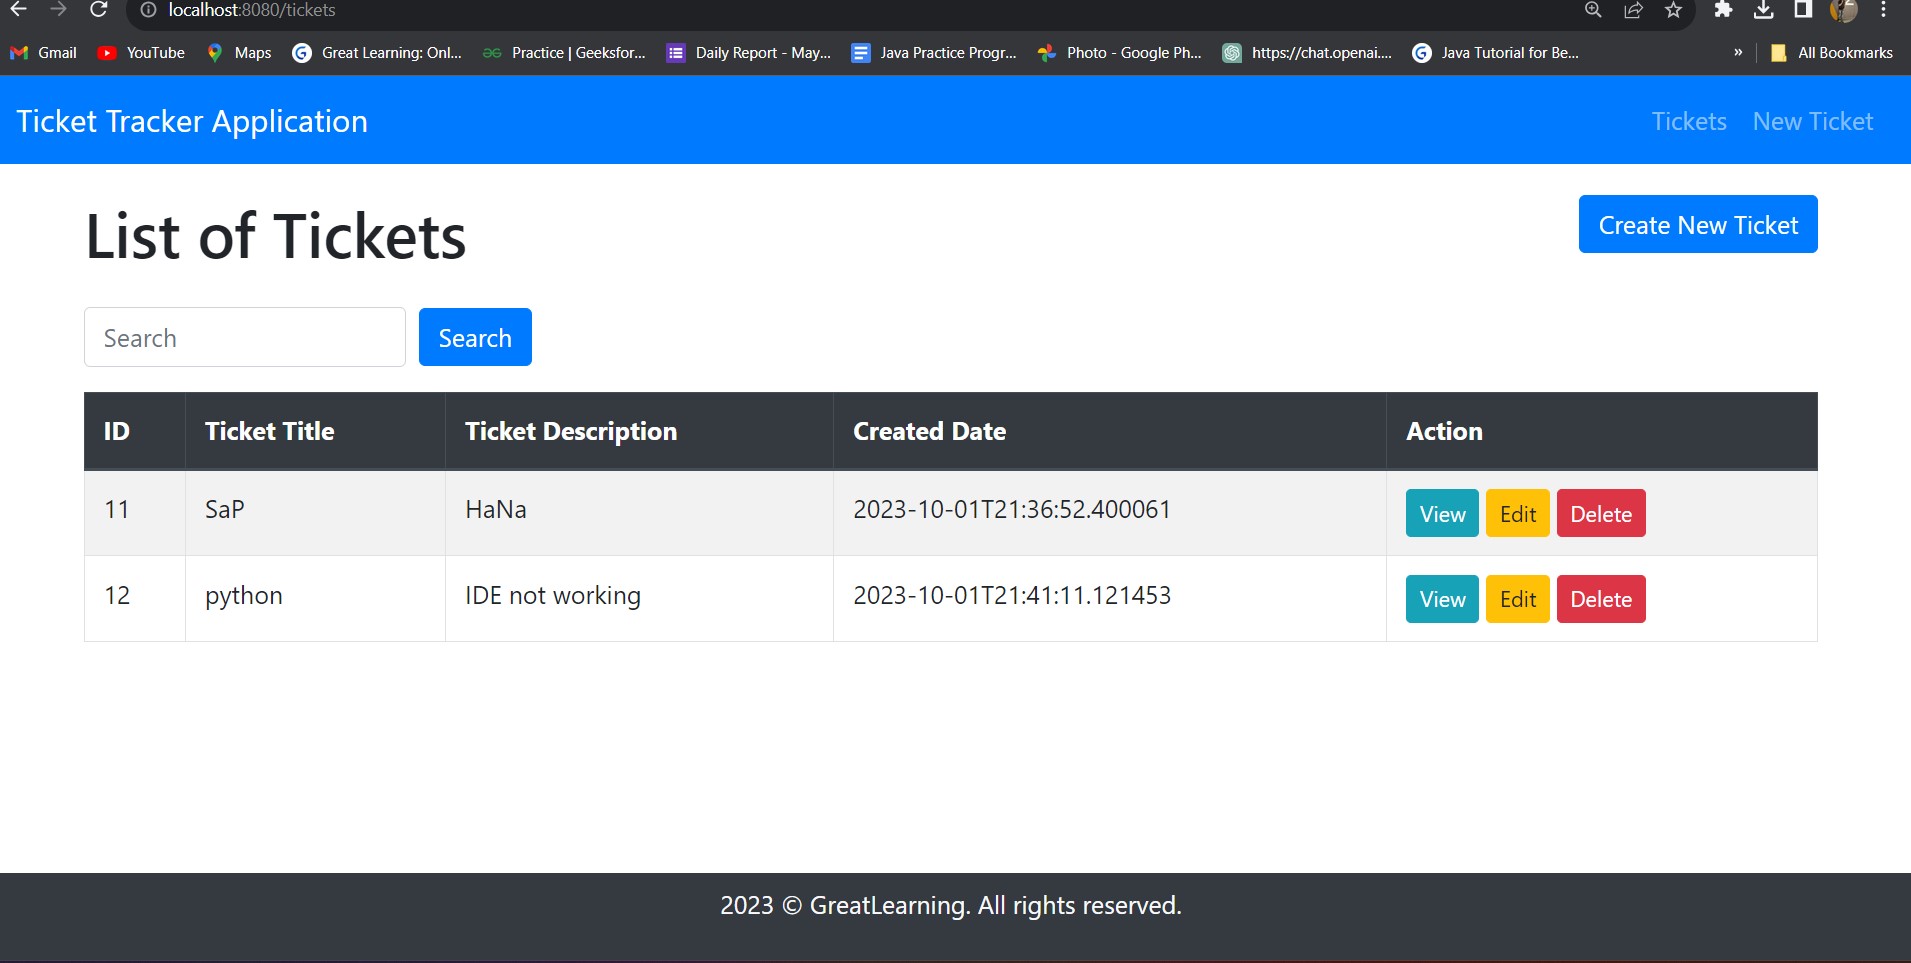 localhost:8080/tickets
Gmail YouTube Maps Great Learning: Onl... Practice | Geeksfor... Daily Report - May... Java Practice Progr... Photo - Google Ph... https://chat.openai.... Java Tutorial for Be... » All Bookmarks
Ticket Tracker Application Tickets New Ticket
List of Tickets Create New Ticket
Search Search
ID Ticket Title Ticket Description Created Date Action
11 SaP HaNa 2023-10-01T21:36:52.400061 View Edit Delete
12 python IDE not working 2023-10-01T21:41:11.121453 View Edit Delete
2023 © GreatLearning. All rights reserved.